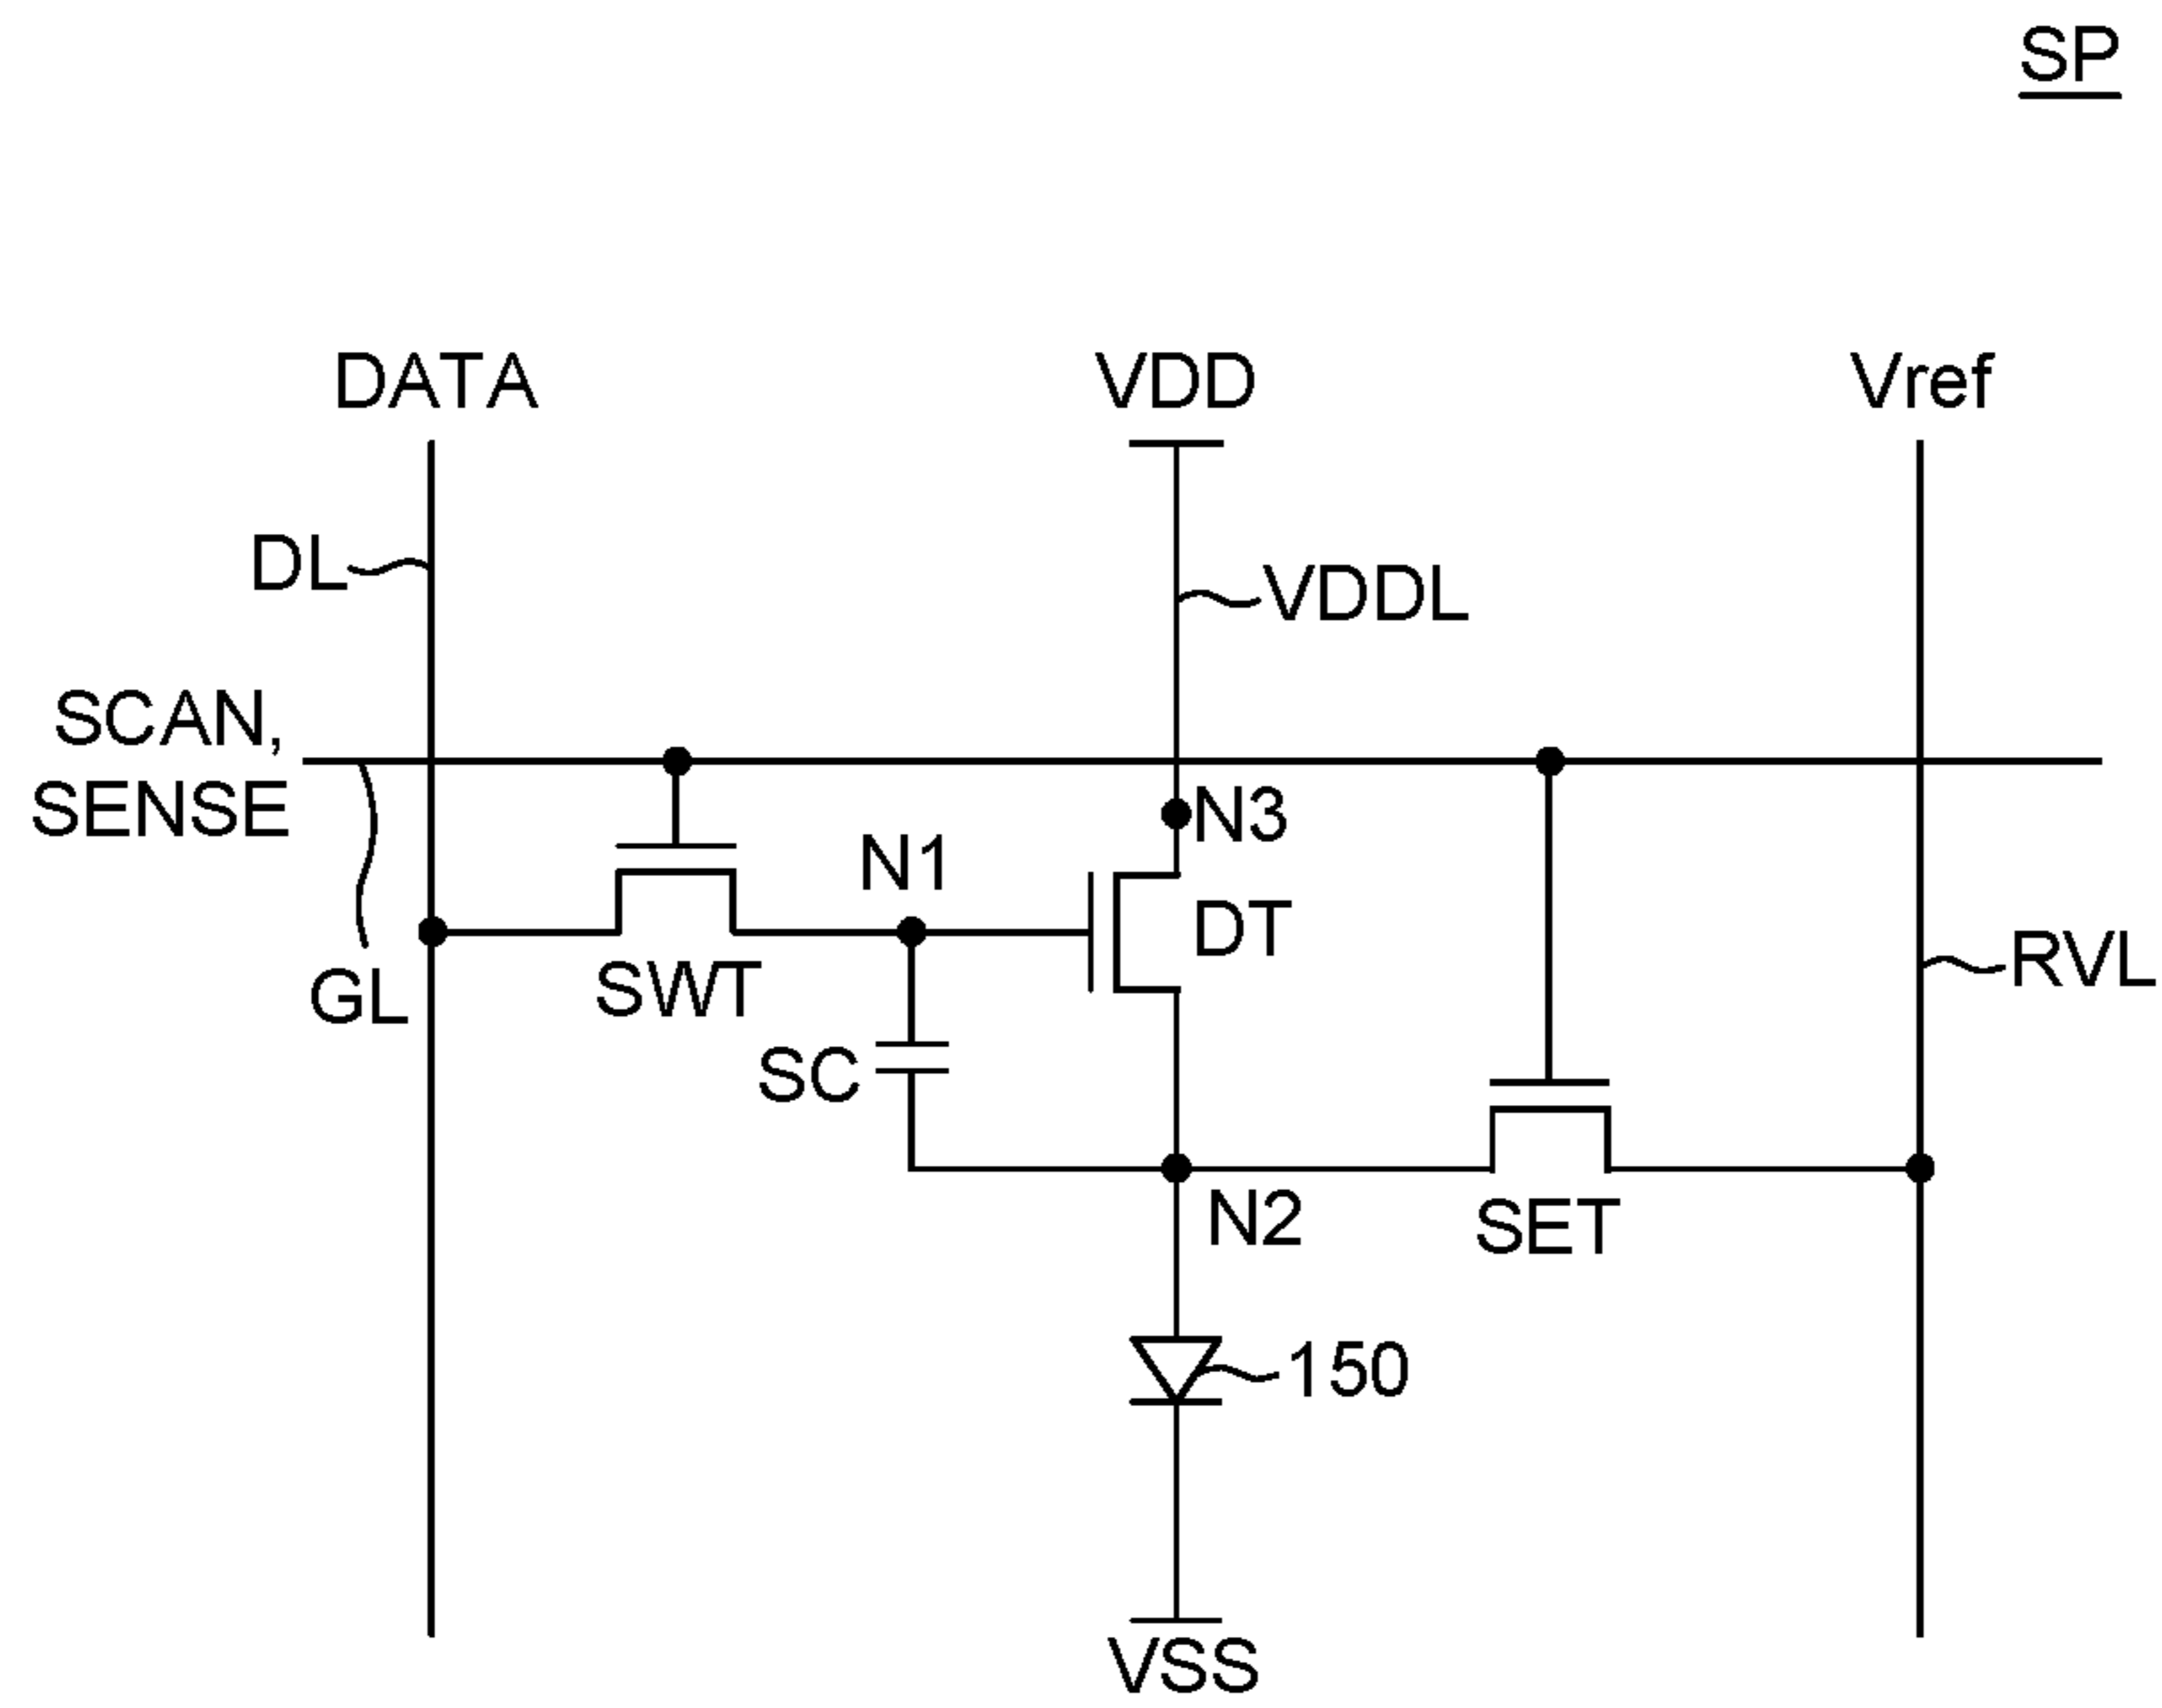 SP
DATA
VDD
Vref
DL
VDDL
SCAN,
SENSE
N3
N1
DT
RVL
GL
SWT
SC
N2
SET
150
VSS